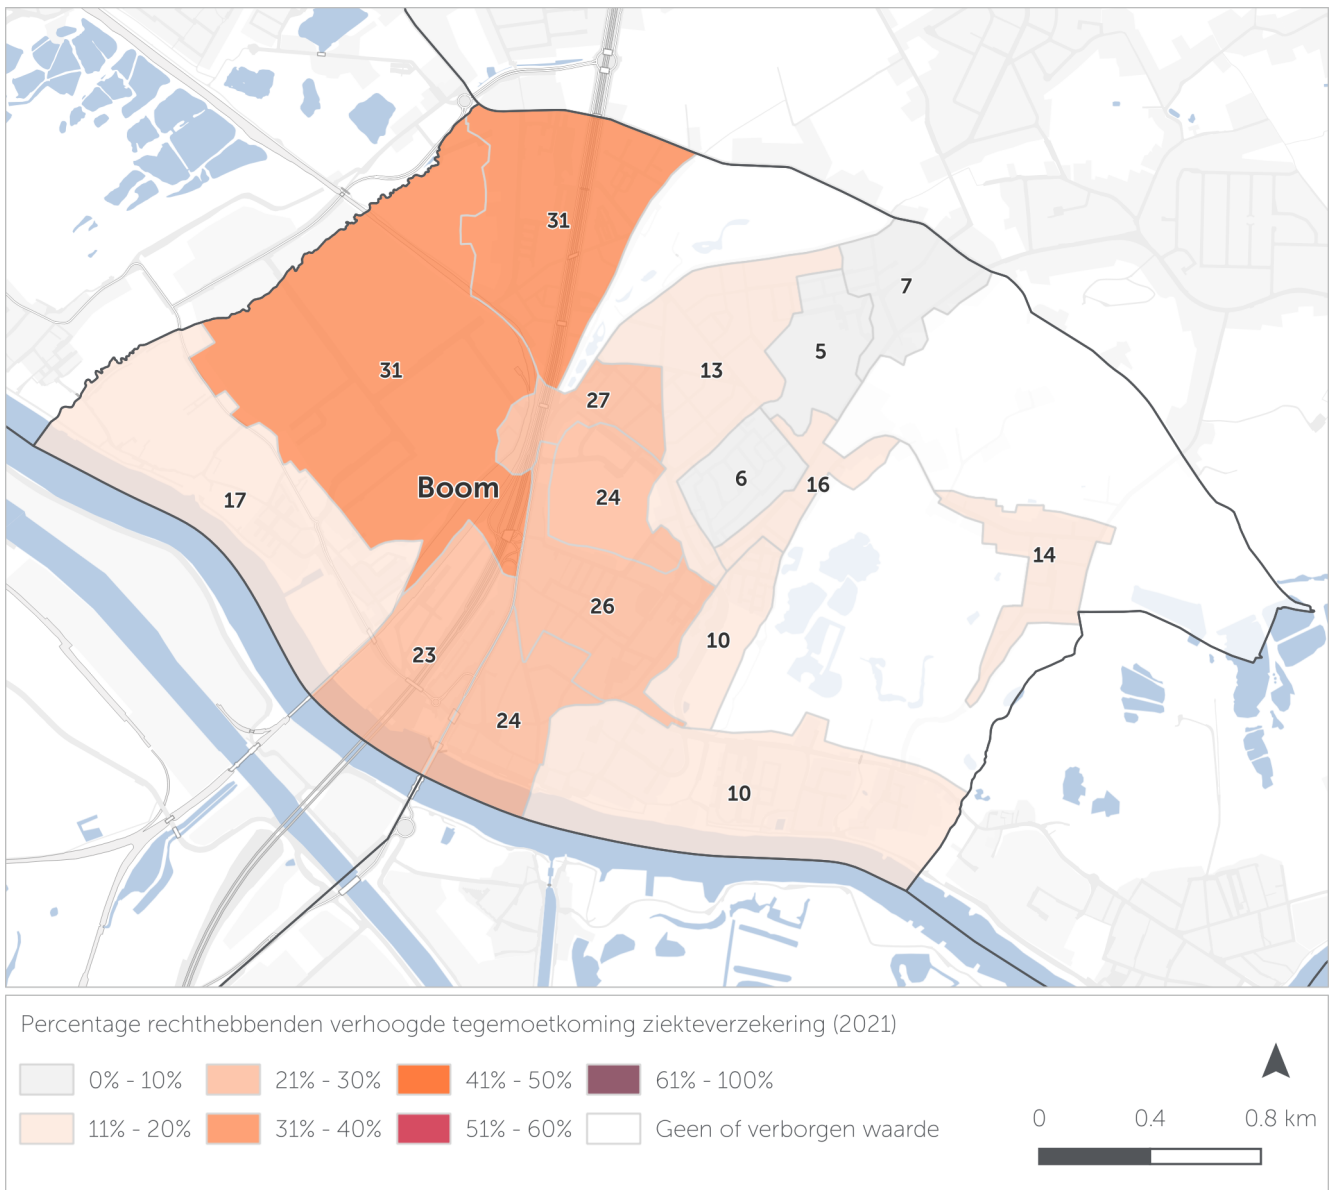 31
7
5
31
13
27
6
16
24
17
Boom
14
26
10
23
24
10
Percentage rechthebbenden verhoogde tegemoetkoming ziekteverzekering (2021)
0% - 10%
21% - 30%
41% - 50%
61% - 100%
11% - 20%
31% - 40%
51% - 60%
Geen of verborgen waarde
0 0.4 0.8 km